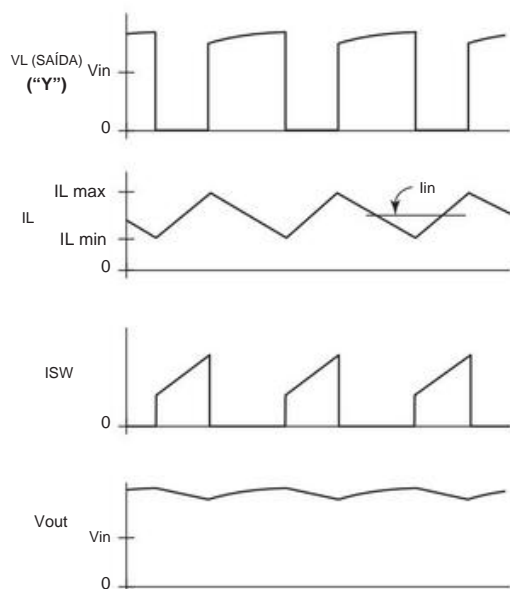 VL (SAÍDA)
(“Y”)
Vin
0
IL max
IL
IL min
0
Iin
ISW
0
Vout
Vin
0